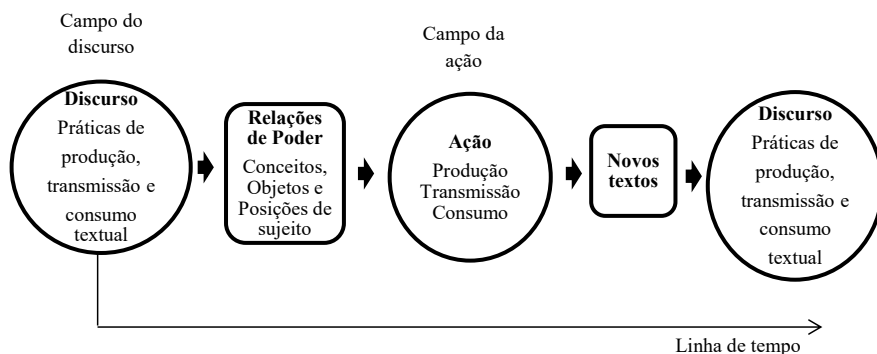 Campo do
discurso
Campo da
ação
Discurso
Práticas de
produção,
transmissão e
consumo
textual
Relações
de Poder
Conceitos,
Objetos e
Posições de
sujeito
Ação
Produção
Transmissão
Consumo
Novos
textos
Discurso
Práticas de
produção,
transmissão e
consumo
textual
Linha de tempo